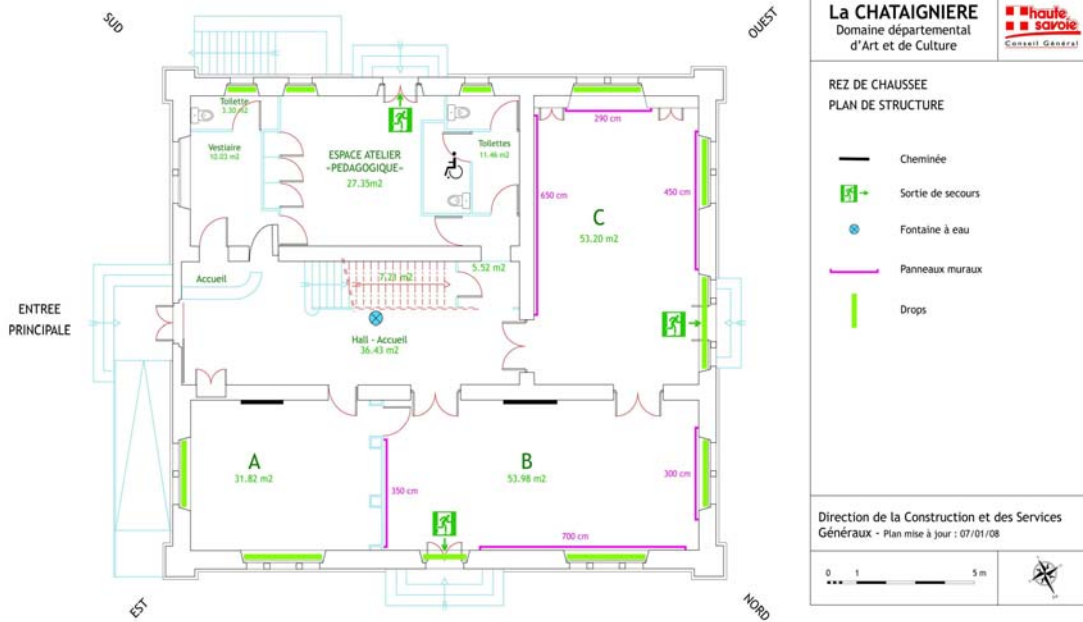 SUD
OUEST
EST
NORD
ENTREE
PRINCIPALE
Toilette
3.30 m2
Vestiaire
10.03 m2
ESPACE ATELIER
«PEDAGOGIQUE»
27.35m2
Toilettes
11.46 m2
290 cm
650 cm
450 cm
C
53.20 m2
Accueil
7.23 m2
5.52 m2
Hall - Accueil
36.43 m2
A
31.82 m2
350 cm
B
53.98 m2
300 cm
700 cm
La CHATAIGNIERE
Domaine départemental
d'Art et de Culture
haute
savoie
Conseil Général
REZ DE CHAUSSEE
PLAN DE STRUCTURE
Cheminée
Sortie de secours
Fontaine à eau
Panneaux muraux
Drops
Direction de la Construction et des Services
Généraux - Plan mise à jour : 07/01/08
0 1 5 m